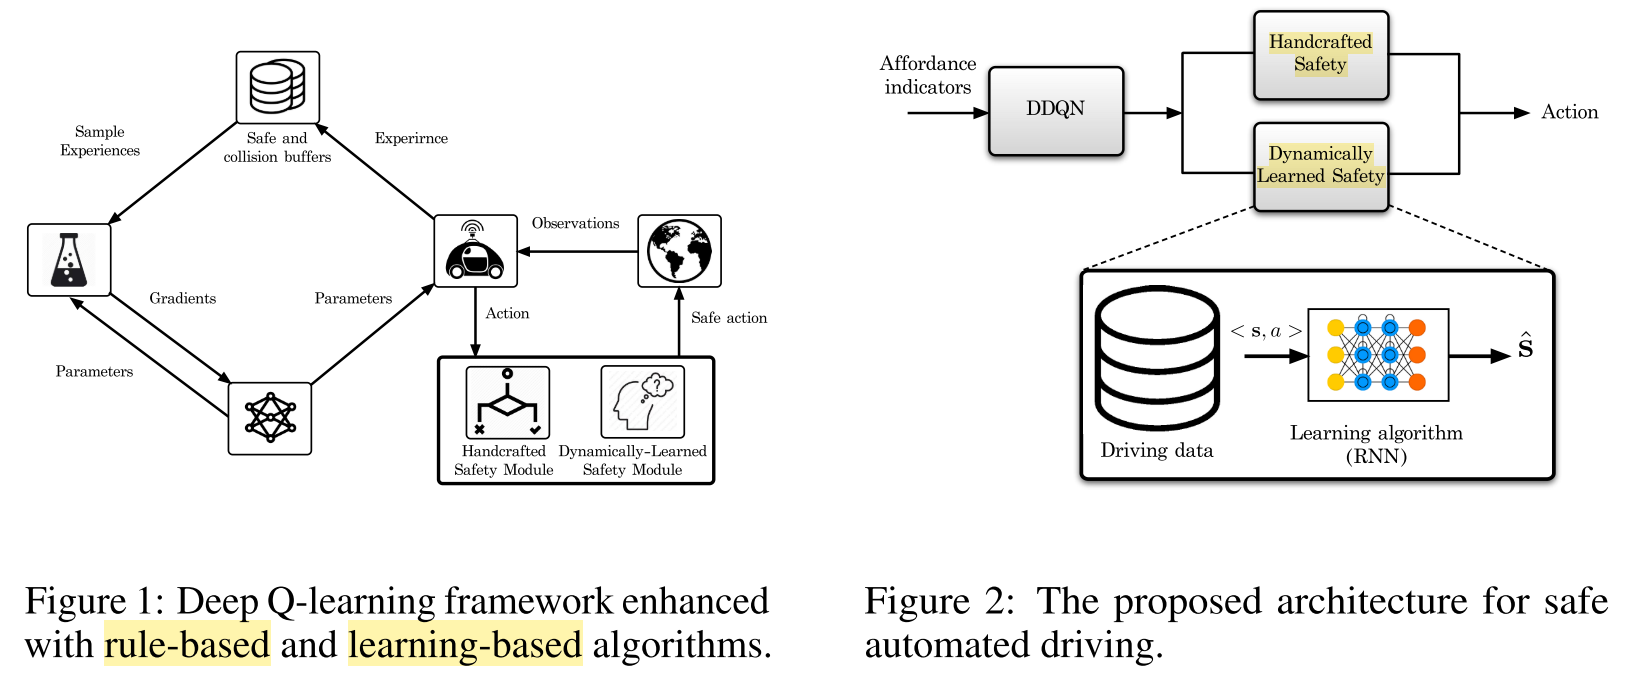 Sample
Experiences
Safe and
collision buffers
Experirnce
Observations
Gradients
Parameters
Action
Safe action
Parameters
Handcrafted
Safety Module
Dynamically-Learned
Safety Module
Figure 1: Deep Q-learning framework enhanced
with rule-based and learning-based algorithms.
Affordance
indicators
DDQN
Handcrafted
Safety
Dynamically
Learned Safety
Action
< s, a >
ŝ
Driving data
Learning algorithm
(RNN)
Figure 2: The proposed architecture for safe
automated driving.